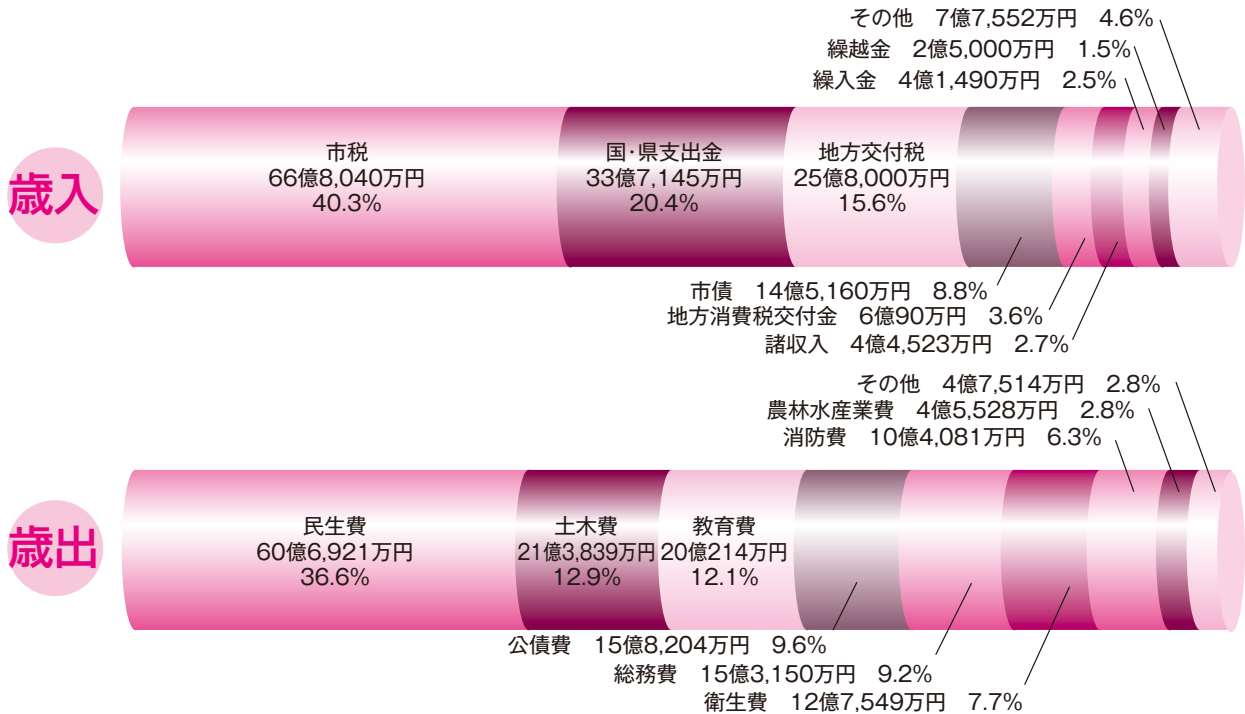 その他 7億7,552万円 4.6%
繰越金 2億5,000万円 1.5%
繰入金 4億1,490万円 2.5%
歳入
市税
66億8,040万円
40.3%
国・県支出金
33億7,145万円
20.4%
地方交付税
25億8,000万円
15.6%
市債 14億5,160万円 8.8%
地方消費税交付金 6億90万円 3.6%
諸収入 4億4,523万円 2.7%
その他 4億7,514万円 2.8%
農林水産業費 4億5,528万円 2.8%
消防費 10億4,081万円 6.3%
歳出
民生費
60億6,921万円
36.6%
土木費
21億3,839万円
12.9%
教育費
20億214万円
12.1%
公債費 15億8,204万円 9.6%
総務費 15億3,150万円 9.2%
衛生費 12億7,549万円 7.7%